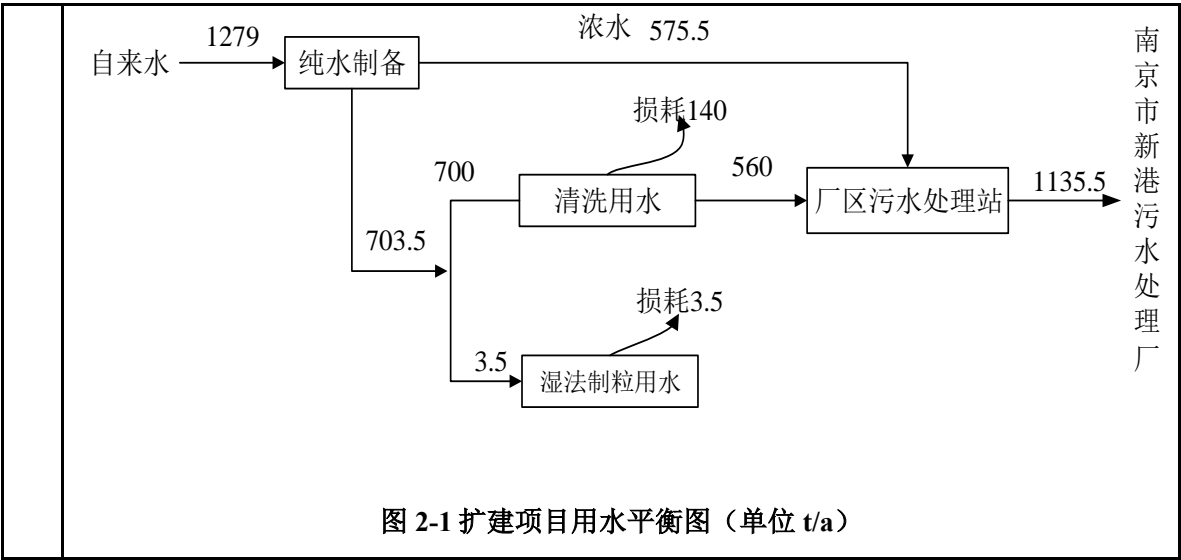 浓水 575.5
1279
自来水
纯水制备
损耗140
700
清洗用水
560
厂区污水处理站
1135.5
南京市新港污水处理厂
703.5
损耗3.5
3.5
湿法制粒用水
图 2-1 扩建项目用水平衡图（单位 t/a）